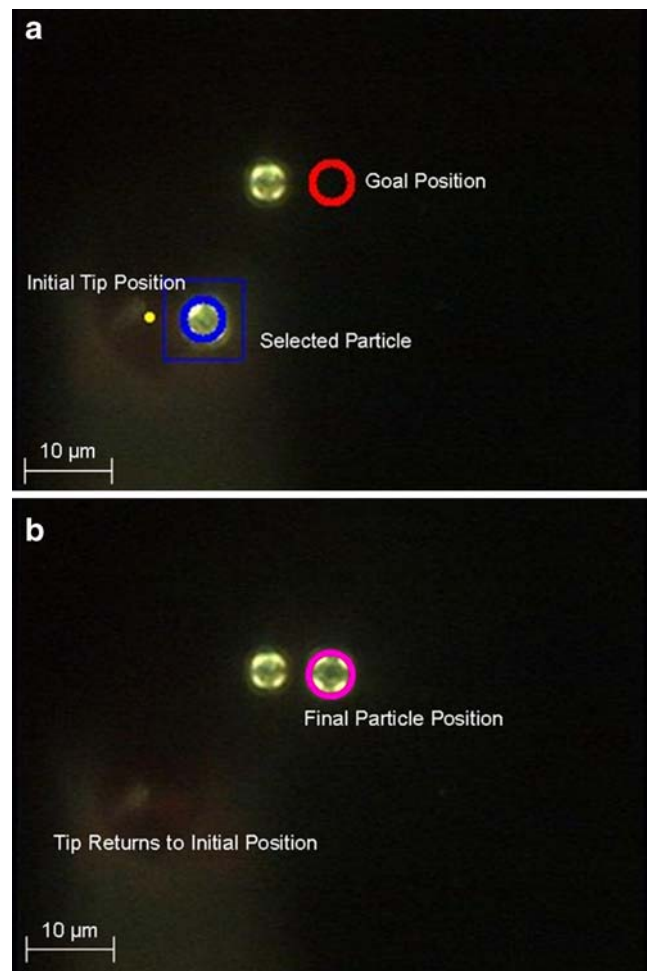 a
Goal Position
Initial Tip Position
Selected Particle
10 µm
b
Final Particle Position
Tip Returns to Initial Position
10 µm